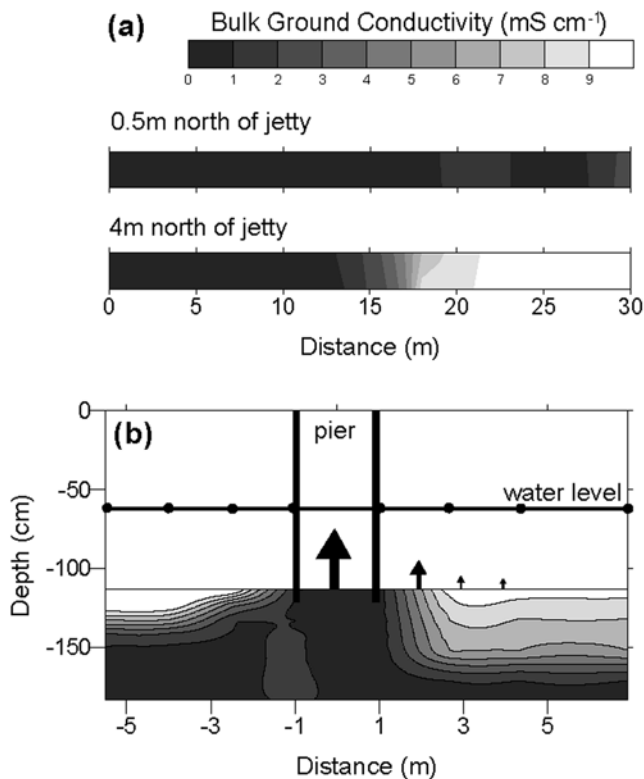 (a) Bulk Ground Conductivity (mS cm-1)
0 1 2 3 4 5 6 7 8 9
0.5m north of jetty
4m north of jetty
0 5 10 15 20 25 30
Distance (m)
(b)
pier
water level
0
-50
-100
-150
Depth (cm)
-5 -3 -1 1 3 5
Distance (m)